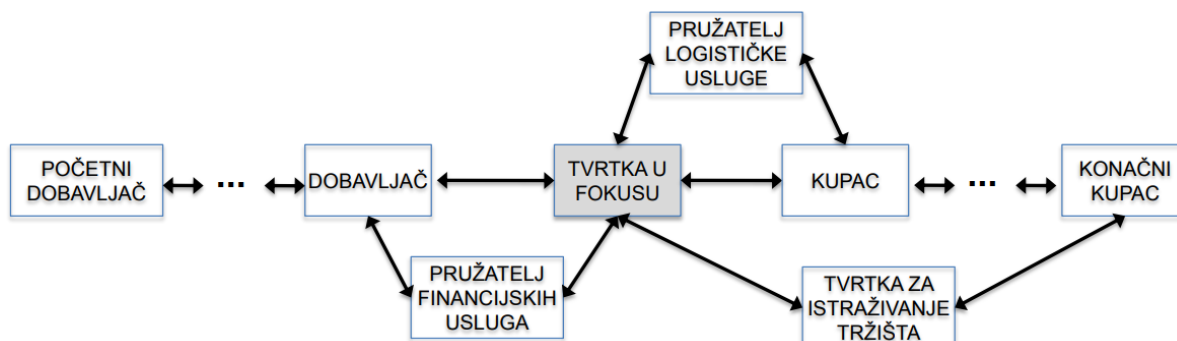 PRUŽATELJ
LOGISTIČKE
USLUGE
POČETNI
DOBAVLJAČ
...
DOBAVLJAČ
TVRTKA U
FOKUSU
KUPAC
...
KONAČNI
KUPAC
PRUŽATELJ
FINANCIJSKIH
USLUGA
TVRTKA ZA
ISTRAŽIVANJE
TRŽIŠTA